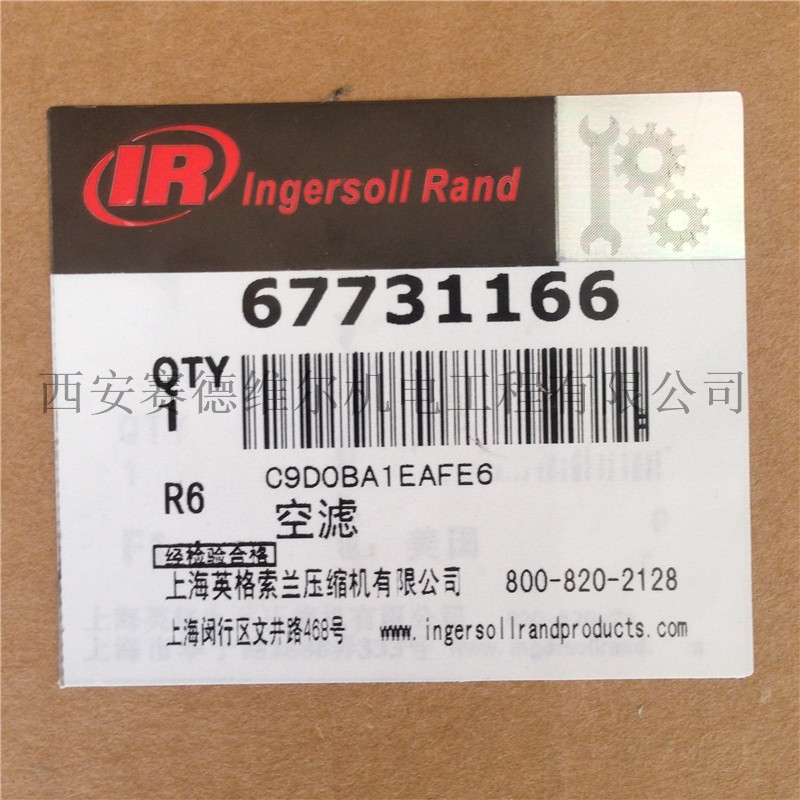 IR Ingersoll Rand
67731166
QTY
1
西安赛德维尔机电工程有限公司
C9D0BA1EAFE6
R6
空滤
经检验合格
上海英格索兰压缩机有限公司 800-820-2128
上海闵行区文井路468号 www.ingersollrandproducts.com